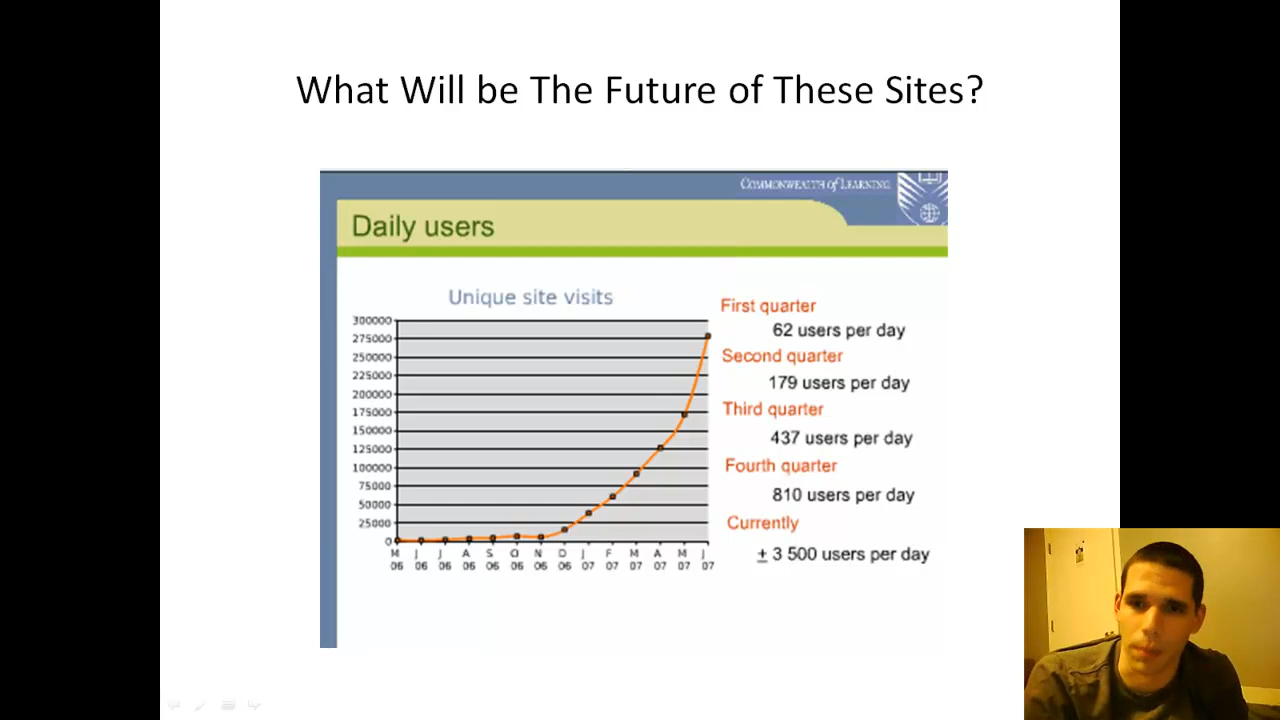 What Will be The Future of These Sites?
COMMONWEALTH of LEARNING
Daily users
Unique site visits
300000
275000
250000
225000
200000
175000
150000
125000
100000
75000
50000
25000
0
M J J A S O N D J F M A M J
06 06 06 06 06 06 06 06 07 07 07 07 07 07
First quarter
62 users per day
Second quarter
179 users per day
Third quarter
437 users per day
Fourth quarter
810 users per day
Currently
± 3 500 users per day